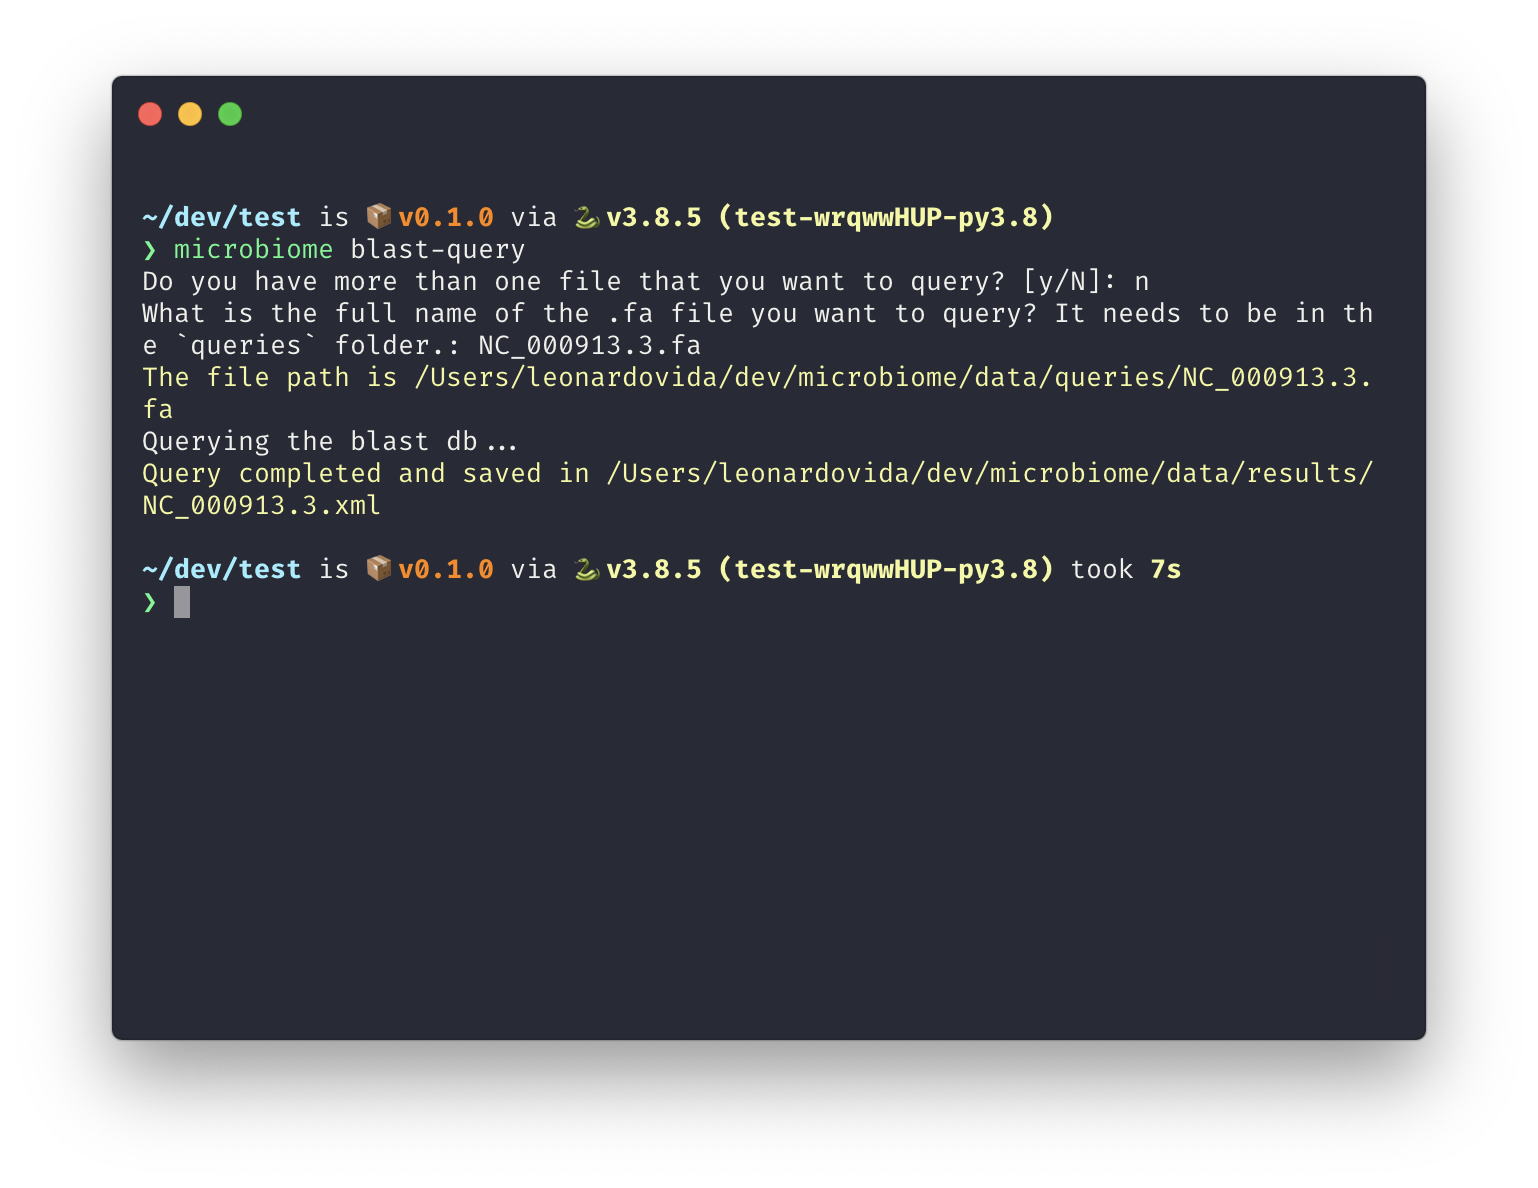 ~/dev/test is 📦 v0.1.0 via 🐍 v3.8.5 (test-wrqwwHUP-py3.8)
❯ microbiome blast-query
Do you have more than one file that you want to query? [y/N]: n
What is the full name of the .fa file you want to query? It needs to be in th
e `queries` folder.: NC_000913.3.fa
The file path is /Users/leonardovida/dev/microbiome/data/queries/NC_000913.3.
fa
Querying the blast db...
Query completed and saved in /Users/leonardovida/dev/microbiome/data/results/
NC_000913.3.xml
~/dev/test is 📦 v0.1.0 via 🐍 v3.8.5 (test-wrqwwHUP-py3.8) took 7s
❯